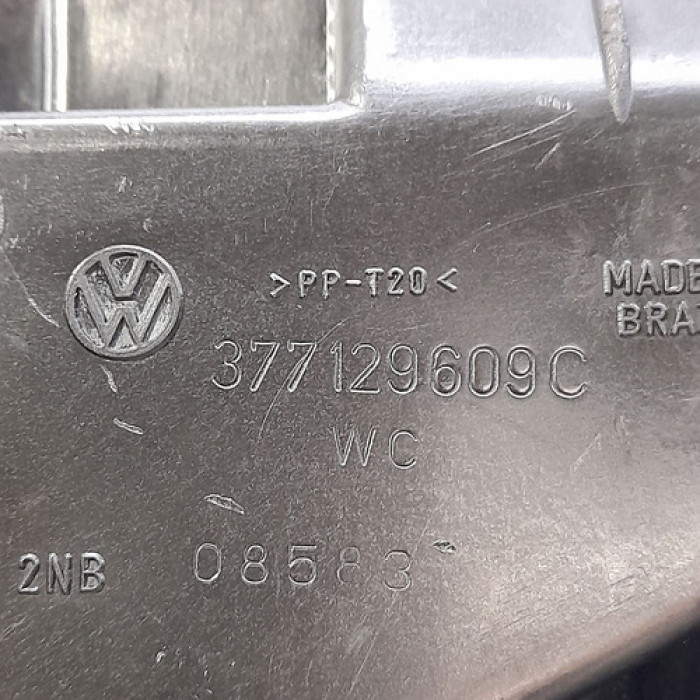 >PP-T20<
MADE
BRA
377129609C
WC
2NB 08583